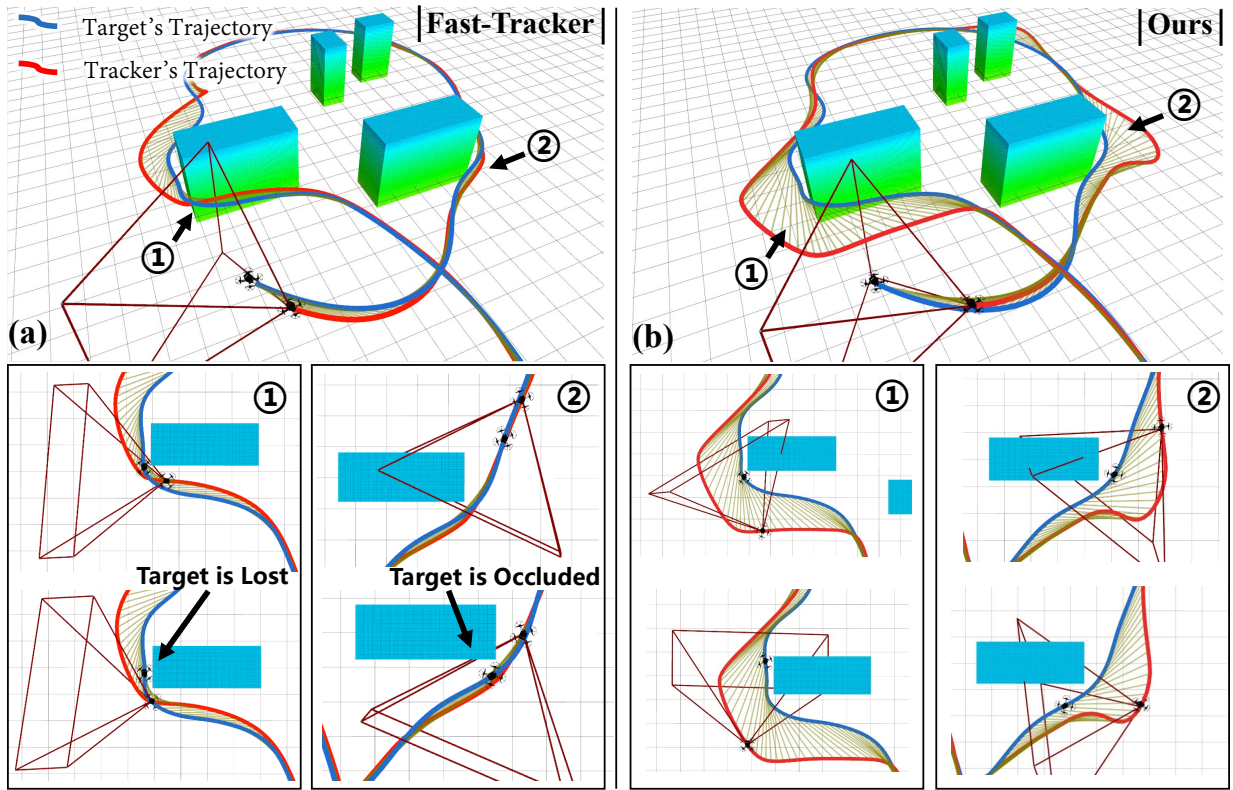 Target's Trajectory
Tracker's Trajectory
|Fast-Tracker|
①
②
(a)
|Ours|
①
②
(b)
①
②
Target is Lost
Target is Occluded
①
②